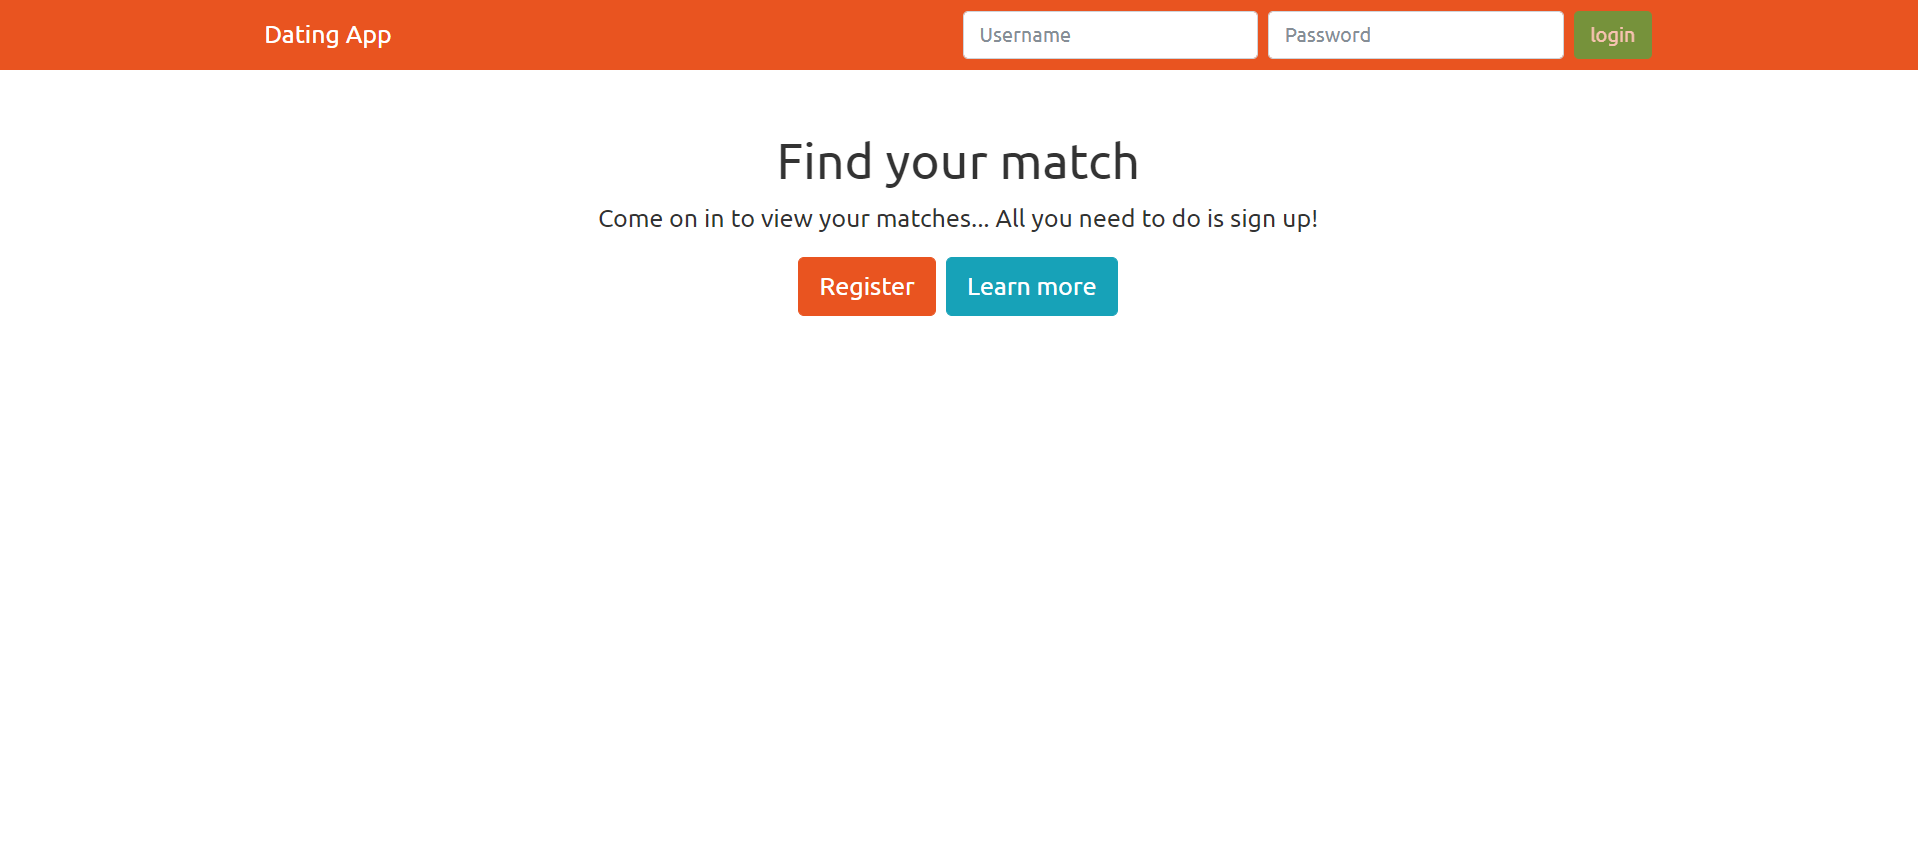 Dating App
Username
Password
login
Find your match
Come on in to view your matches... All you need to do is sign up!
Register
Learn more